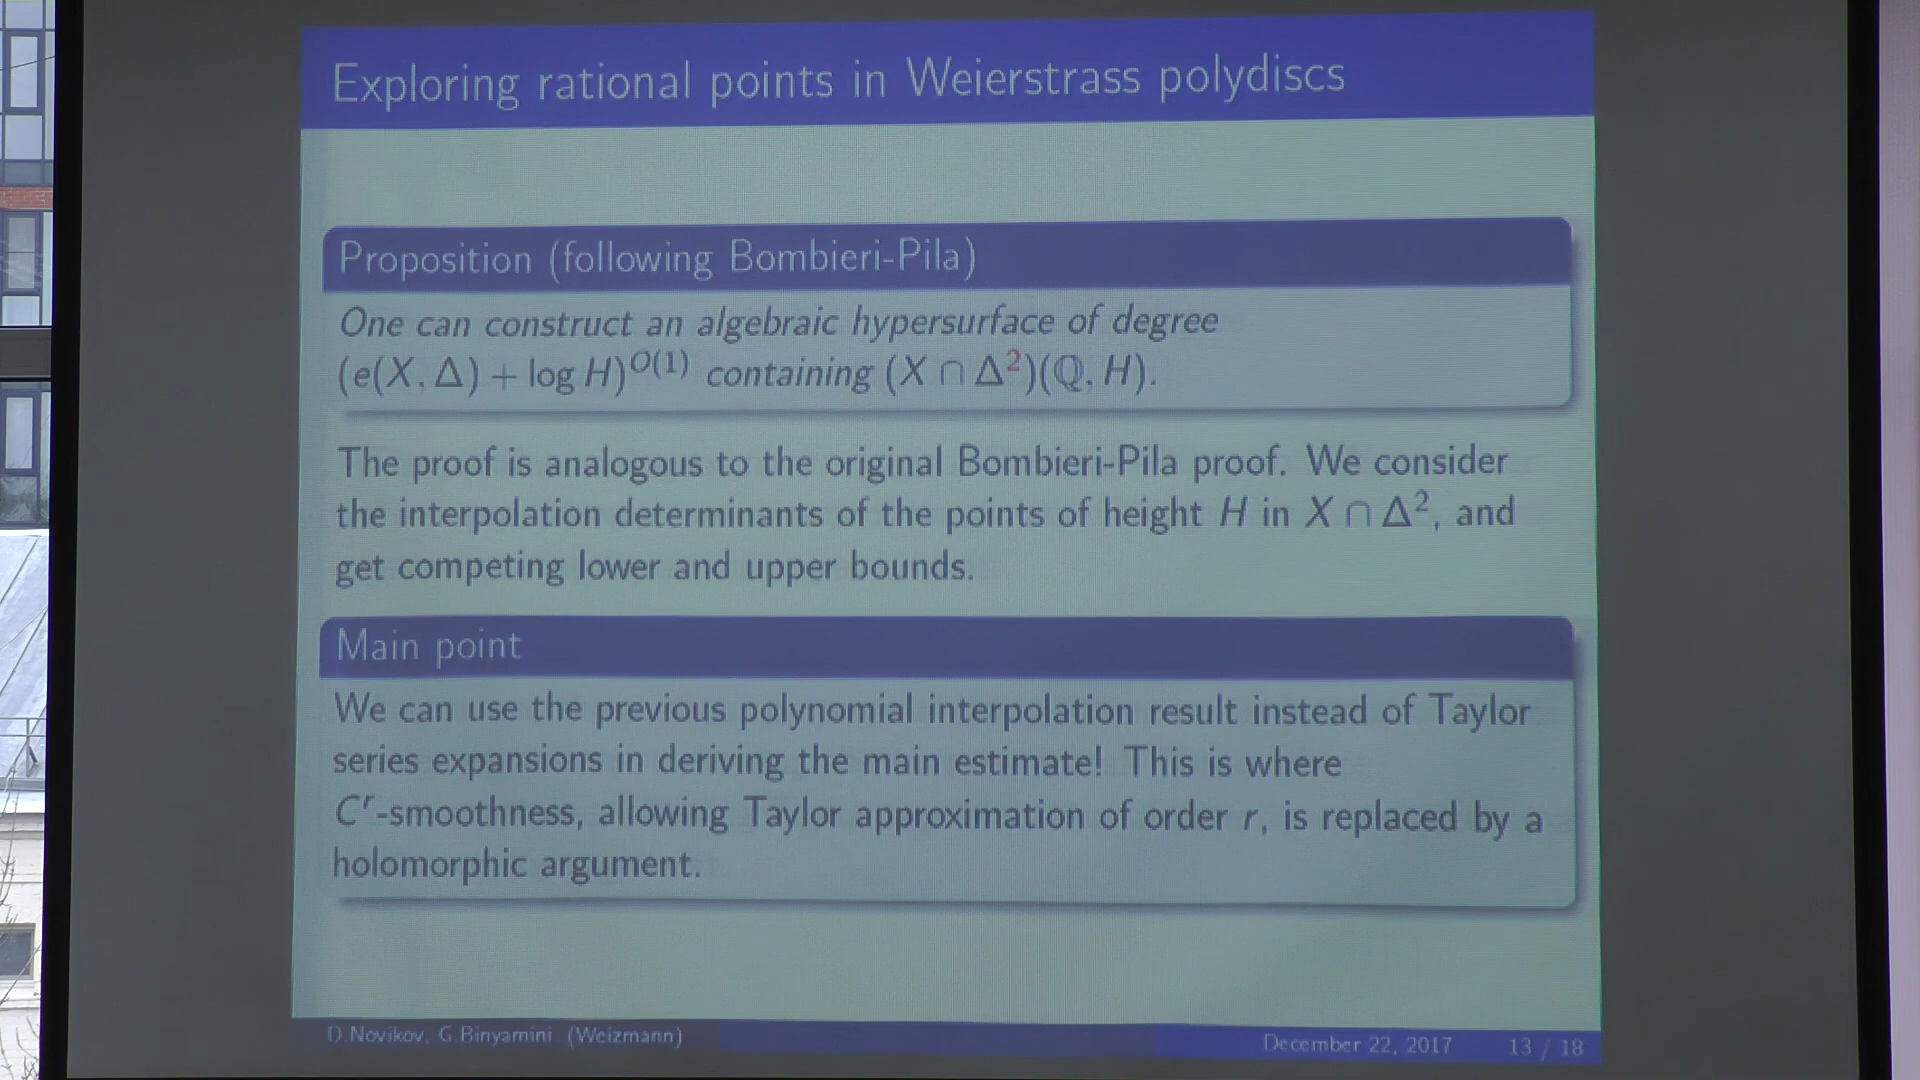 Exploring rational points in Weierstrass polydiscs
Proposition (following Bombieri-Pila)
One can construct an algebraic hypersurface of degree
(e(X, Δ) + log H)^{O(1)} containing (X ∩ Δ²)(ℚ, H).
The proof is analogous to the original Bombieri-Pila proof. We consider
the interpolation determinants of the points of height H in X ∩ Δ², and
get competing lower and upper bounds.
Main point
We can use the previous polynomial interpolation result instead of Taylor
series expansions in deriving the main estimate! This is where
C^r-smoothness, allowing Taylor approximation of order r, is replaced by a
holomorphic argument.
D.Novikov, G.Binyamini (Weizmann)
December 22, 2017
13 / 18